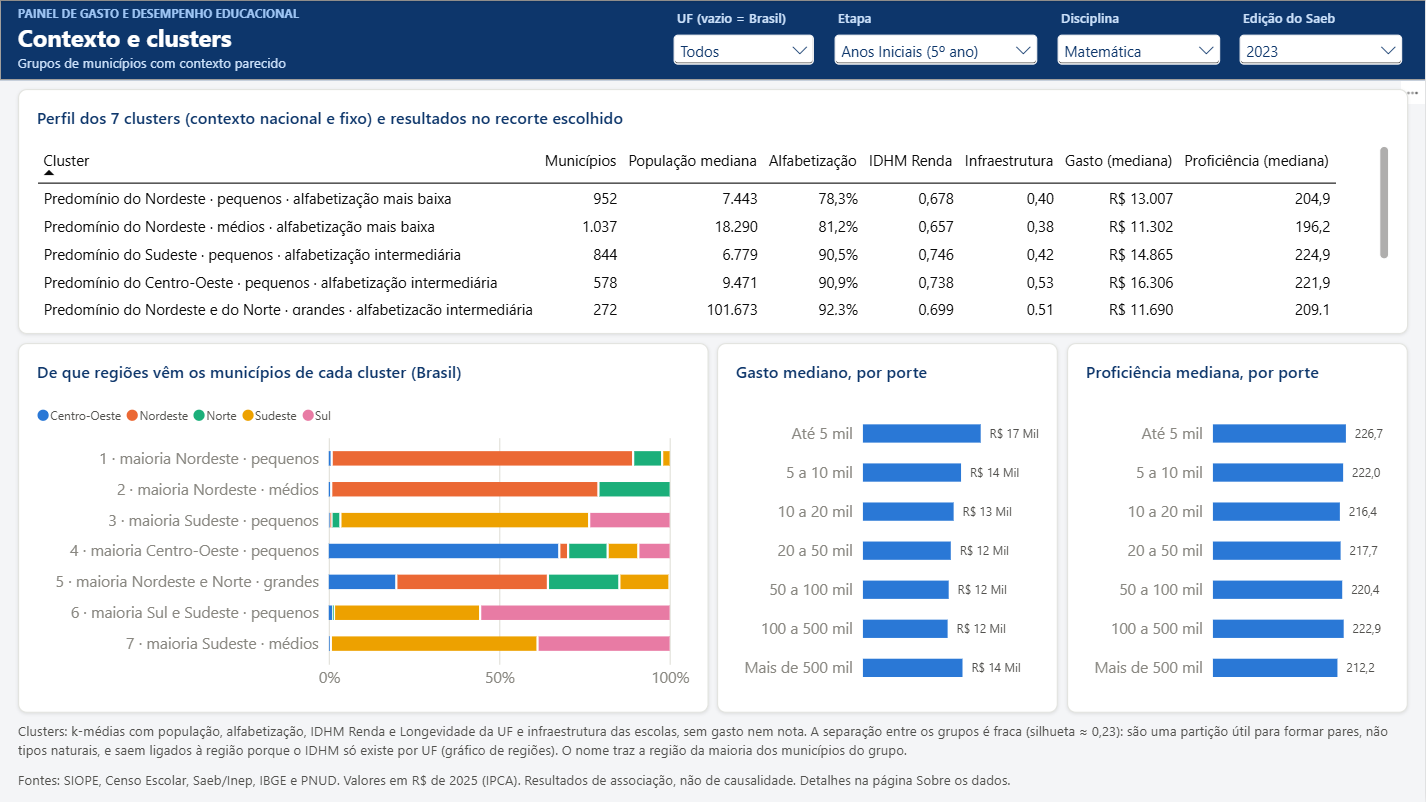 PAINEL DE GASTO E DESEMPENHO EDUCACIONAL
Contexto e clusters
Grupos de municípios com contexto parecido
UF (vazio = Brasil) Etapa Disciplina Edição do Saeb
Todos Anos Iniciais (5º ano) Matemática 2023
Perfil dos 7 clusters (contexto nacional e fixo) e resultados no recorte escolhido
Cluster Municípios População mediana Alfabetização IDHM Renda Infraestrutura Gasto (mediana) Proficiência (mediana)
Predomínio do Nordeste · pequenos · alfabetização mais baixa 952 7.443 78,3% 0,678 0,40 R$ 13.007 204,9
Predomínio do Nordeste · médios · alfabetização mais baixa 1.037 18.290 81,2% 0,657 0,38 R$ 11.302 196,2
Predomínio do Sudeste · pequenos · alfabetização intermediária 844 6.779 90,5% 0,746 0,42 R$ 14.865 224,9
Predomínio do Centro-Oeste · pequenos · alfabetização intermediária 578 9.471 90,9% 0,738 0,53 R$ 16.306 221,9
Predomínio do Nordeste e do Norte · grandes · alfabetização intermediária 272 101.673 92,3% 0,699 0,51 R$ 11.690 209,1
De que regiões vêm os municípios de cada cluster (Brasil)
Centro-Oeste Nordeste Norte Sudeste Sul
1 · maioria Nordeste · pequenos
2 · maioria Nordeste · médios
3 · maioria Sudeste · pequenos
4 · maioria Centro-Oeste · pequenos
5 · maioria Nordeste e Norte · grandes
6 · maioria Sul e Sudeste · pequenos
7 · maioria Sudeste · médios
0% 50% 100%
Gasto mediano, por porte
Até 5 mil R$ 17 Mil
5 a 10 mil R$ 14 Mil
10 a 20 mil R$ 13 Mil
20 a 50 mil R$ 12 Mil
50 a 100 mil R$ 12 Mil
100 a 500 mil R$ 12 Mil
Mais de 500 mil R$ 14 Mil
Proficiência mediana, por porte
Até 5 mil 226,7
5 a 10 mil 222,0
10 a 20 mil 216,4
20 a 50 mil 217,7
50 a 100 mil 220,4
100 a 500 mil 222,9
Mais de 500 mil 212,2
Clusters: k-médias com população, alfabetização, IDHM Renda e Longevidade da UF e infraestrutura das escolas, sem gasto nem nota. A separação entre os grupos é fraca (silhueta ≈ 0,23): são uma partição útil para formar pares, não
tipos naturais, e saem ligados à região porque o IDHM só existe por UF (gráfico de regiões). O nome traz a região da maioria dos municípios do grupo.
Fontes: SIOPE, Censo Escolar, Saeb/Inep, IBGE e PNUD. Valores em R$ de 2025 (IPCA). Resultados de associação, não de causalidade. Detalhes na página Sobre os dados.